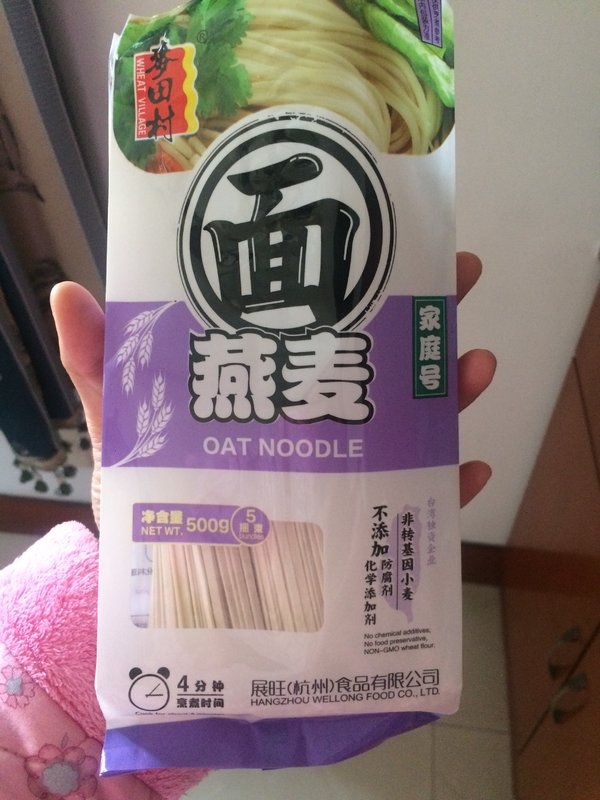 麦田村
WHEAT VILLAGE
®
面
燕麦
OAT NOODLE
家庭号
净含量
NET WT.
500g
5
捆束
bundles
台湾独资企业
非转基因小麦
不添加
防腐剂
化学添加剂
No chemical additives,
No food preservative,
NON-GMO wheat flour.
4分钟
烹煮时间
展旺(杭州)食品有限公司
HANGZHOU WELLONG FOOD CO., LTD.